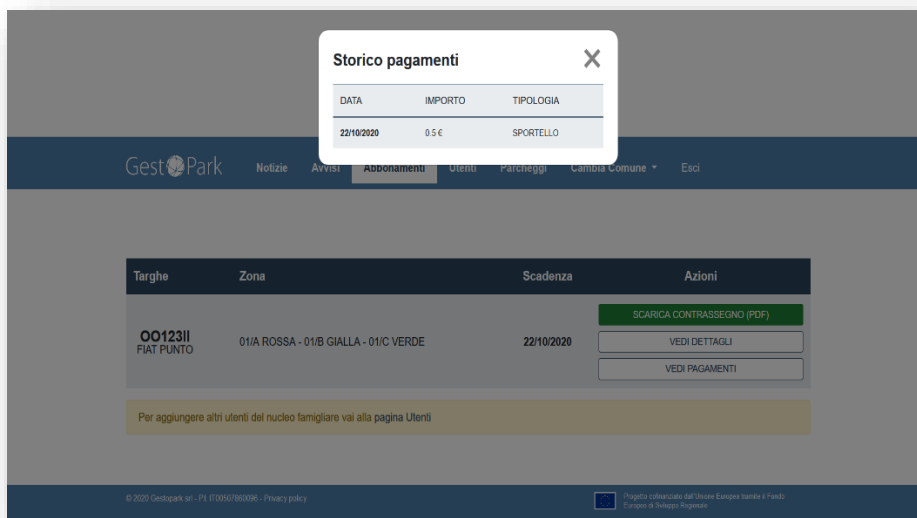 Storico pagamenti
DATA IMPORTO TIPOLOGIA
22/10/2020 0.5 € SPORTELLO
GestPark Notizie Avvisi Abbonamenti Utenti Parcheggi Cambia Comune Esci
Targhe Zona Scadenza Azioni
OO123II
FIAT PUNTO
01/A ROSSA - 01/B GIALLA - 01/C VERDE
22/10/2020
SCARICA CONTRASSEGNO (PDF)
VEDI DETTAGLI
VEDI PAGAMENTI
Per aggiungere altri utenti del nucleo famigliare vai alla pagina Utenti
© 2020 Gestopark srl - P.I. IT00507960096 - Privacy policy
Progetto cofinanziato dall'Unione Europea tramite il Fondo
Europeo di Sviluppo Regionale